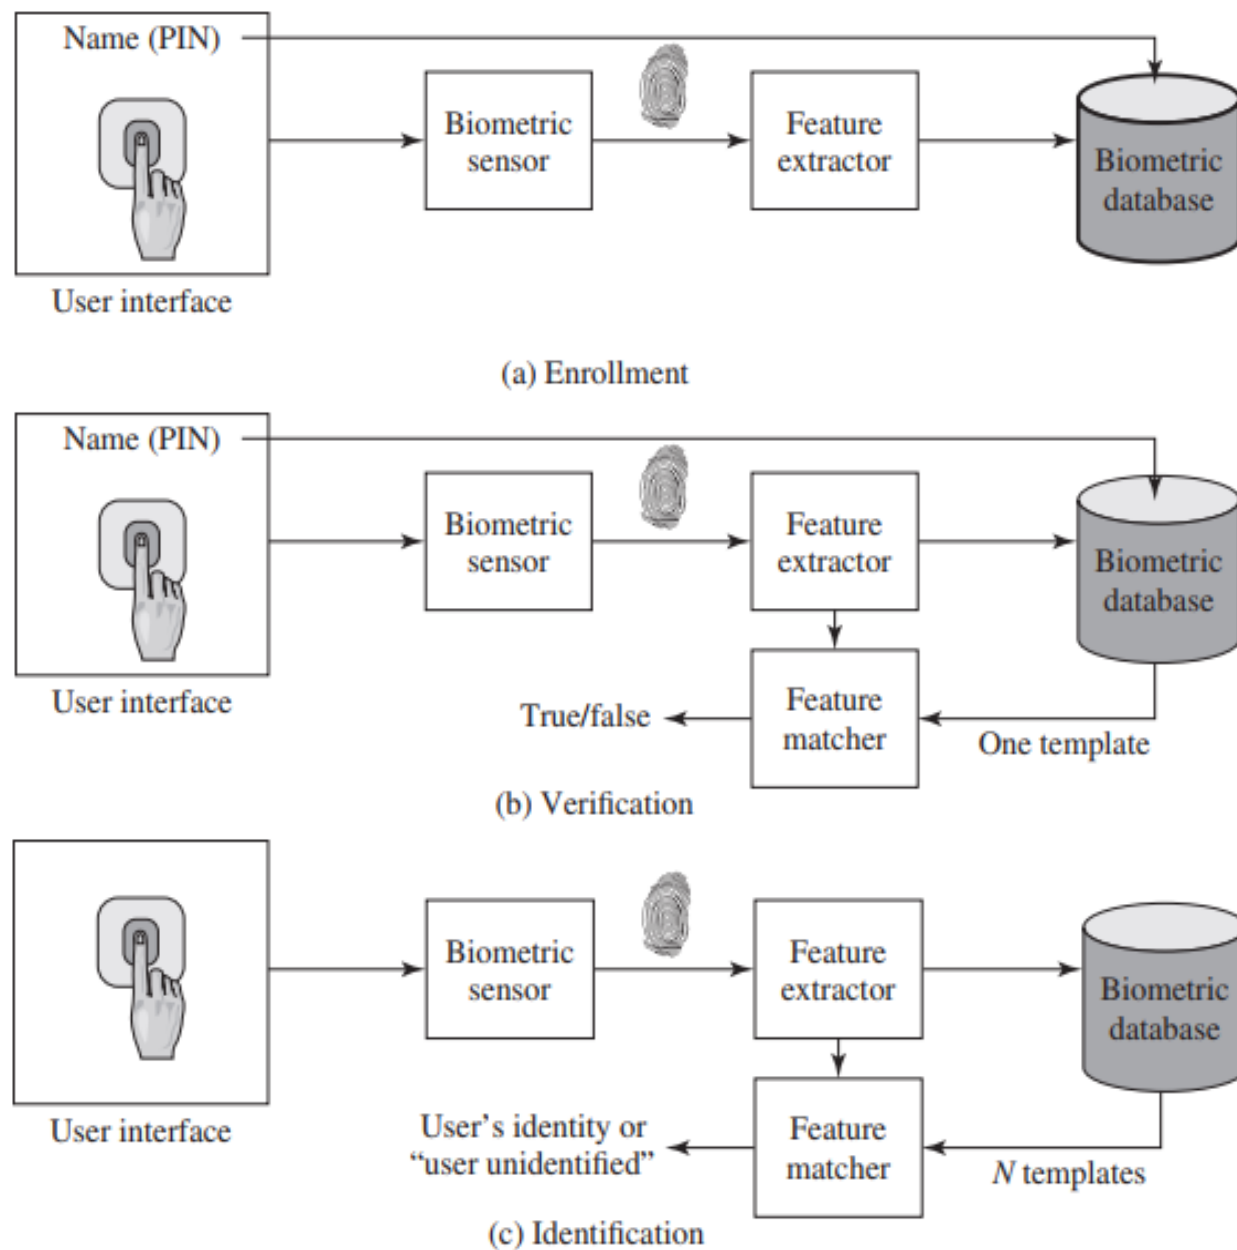 Name (PIN)
Biometric
sensor
Feature
extractor
Biometric
database
User interface
(a) Enrollment
Name (PIN)
Biometric
sensor
Feature
extractor
Biometric
database
User interface
Feature
matcher
True/false
One template
(b) Verification
Biometric
sensor
Feature
extractor
Biometric
database
User interface
User’s identity or
“user unidentified”
Feature
matcher
N templates
(c) Identification